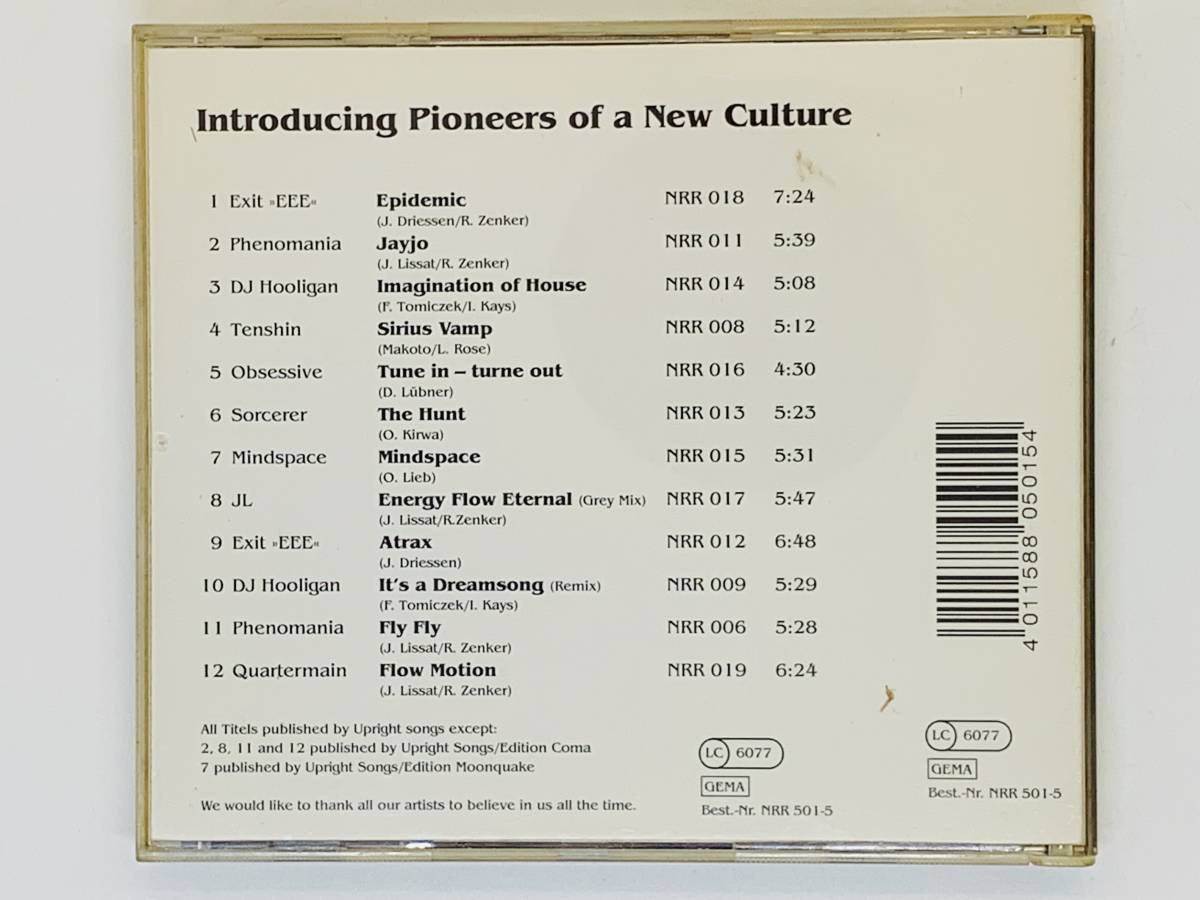 Introducing Pioneers of a New Culture
1 Exit »EEE« Epidemic NRR 018 7:24
(J. Driessen/R. Zenker)
2 Phenomania Jayjo NRR 011 5:39
(J. Lissat/R. Zenker)
3 DJ Hooligan Imagination of House NRR 014 5:08
(F. Tomiczek/I. Kays)
4 Tenshin Sirius Vamp NRR 008 5:12
(Makoto/L. Rose)
5 Obsessive Tune in – turne out NRR 016 4:30
(D. Lübner)
6 Sorcerer The Hunt NRR 013 5:23
(O. Kirwa)
7 Mindspace Mindspace NRR 015 5:31
(O. Lieb)
8 JL Energy Flow Eternal (Grey Mix) NRR 017 5:47
(J. Lissat/R.Zenker)
9 Exit »EEE« Atrax NRR 012 6:48
(J. Driessen)
10 DJ Hooligan It's a Dreamsong (Remix) NRR 009 5:29
(F. Tomiczek/I. Kays)
11 Phenomania Fly Fly NRR 006 5:28
(J. Lissat/R. Zenker)
12 Quartermain Flow Motion NRR 019 6:24
(J. Lissat/R. Zenker)
All Titels published by Upright songs except:
2, 8, 11 and 12 published by Upright Songs/Edition Coma
7 published by Upright Songs/Edition Moonquake
We would like to thank all our artists to believe in us all the time.
LC 6077
GEMA
Best.-Nr. NRR 501-5
4 011588 050154
LC 6077
GEMA
Best.-Nr. NRR 501-5